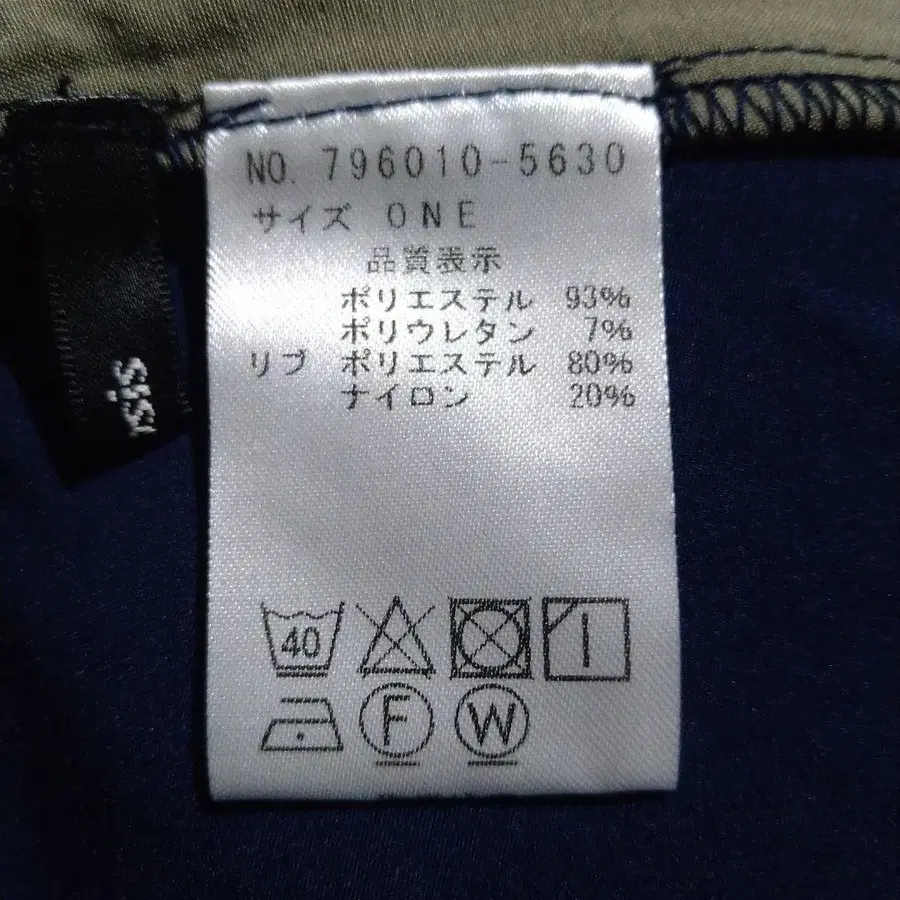 NO. 796010-5630
サイズ ONE
品質表示
ポリエステル 93%
ポリウレタン 7%
リブ ポリエステル 80%
ナイロン 20%
40
F W